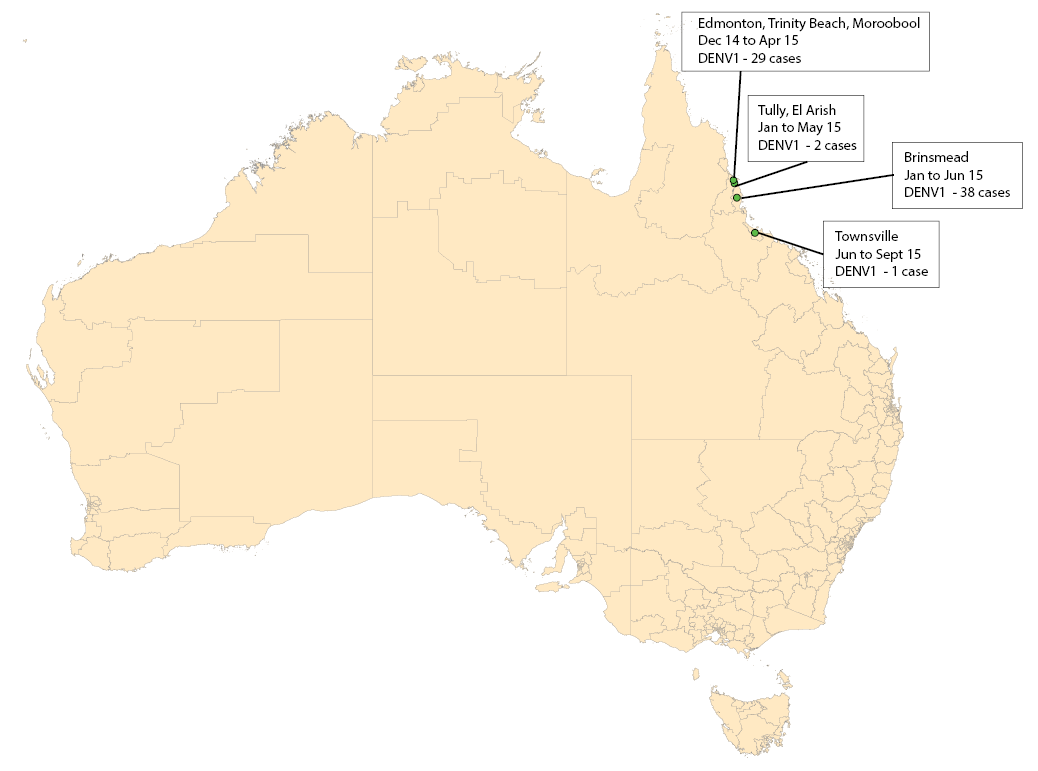 Edmonton, Trinity Beach, Moroobool
Dec 14 to Apr 15
DENV1 - 29 cases
Tully, El Arish
Jan to May 15
DENV1 - 2 cases
Brinsmead
Jan to Jun 15
DENV1 - 38 cases
Townsville
Jun to Sept 15
DENV1 - 1 case